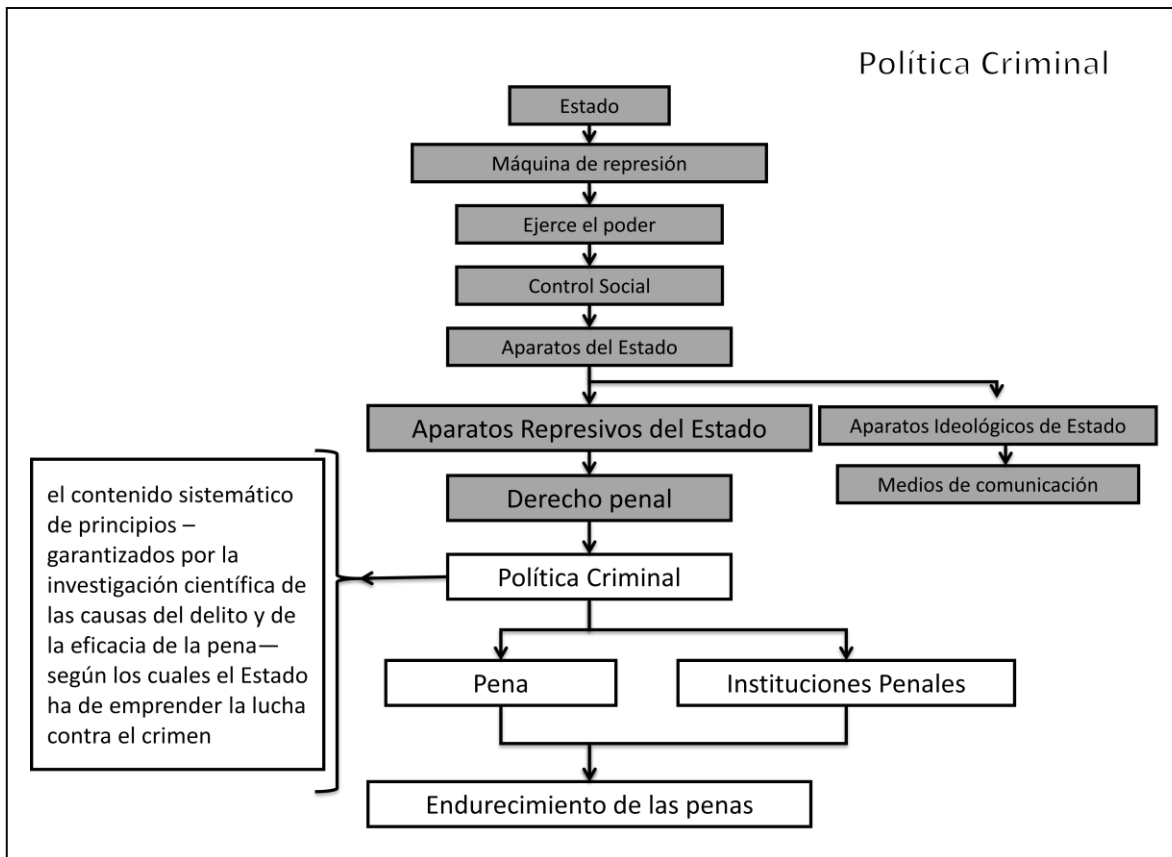 Política Criminal
Estado
Máquina de represión
Ejerce el poder
Control Social
Aparatos del Estado
Aparatos Represivos del Estado
Aparatos Ideológicos de Estado
Medios de comunicación
Derecho penal
Política Criminal
el contenido sistemático
de principios –
garantizados por la
investigación científica de
las causas del delito y de
la eficacia de la pena—
según los cuales el Estado
ha de emprender la lucha
contra el crimen
Pena
Instituciones Penales
Endurecimiento de las penas